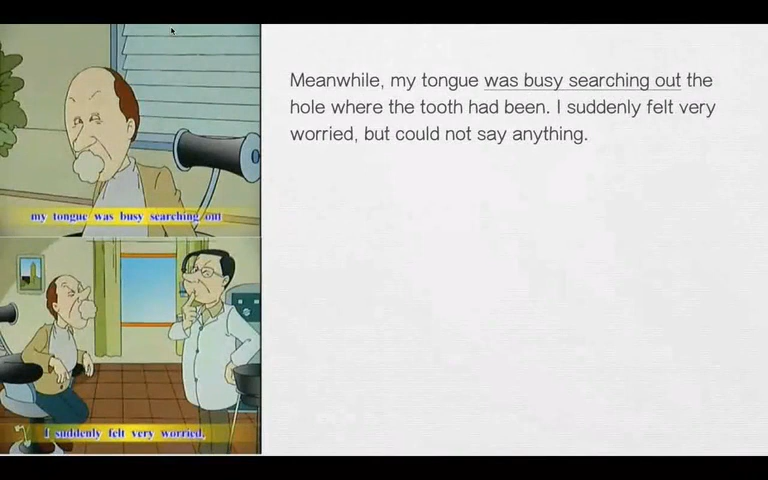 my tongue was busy searching out
I suddenly felt very worried,
Meanwhile, my tongue was busy searching out the
hole where the tooth had been. I suddenly felt very
worried, but could not say anything.